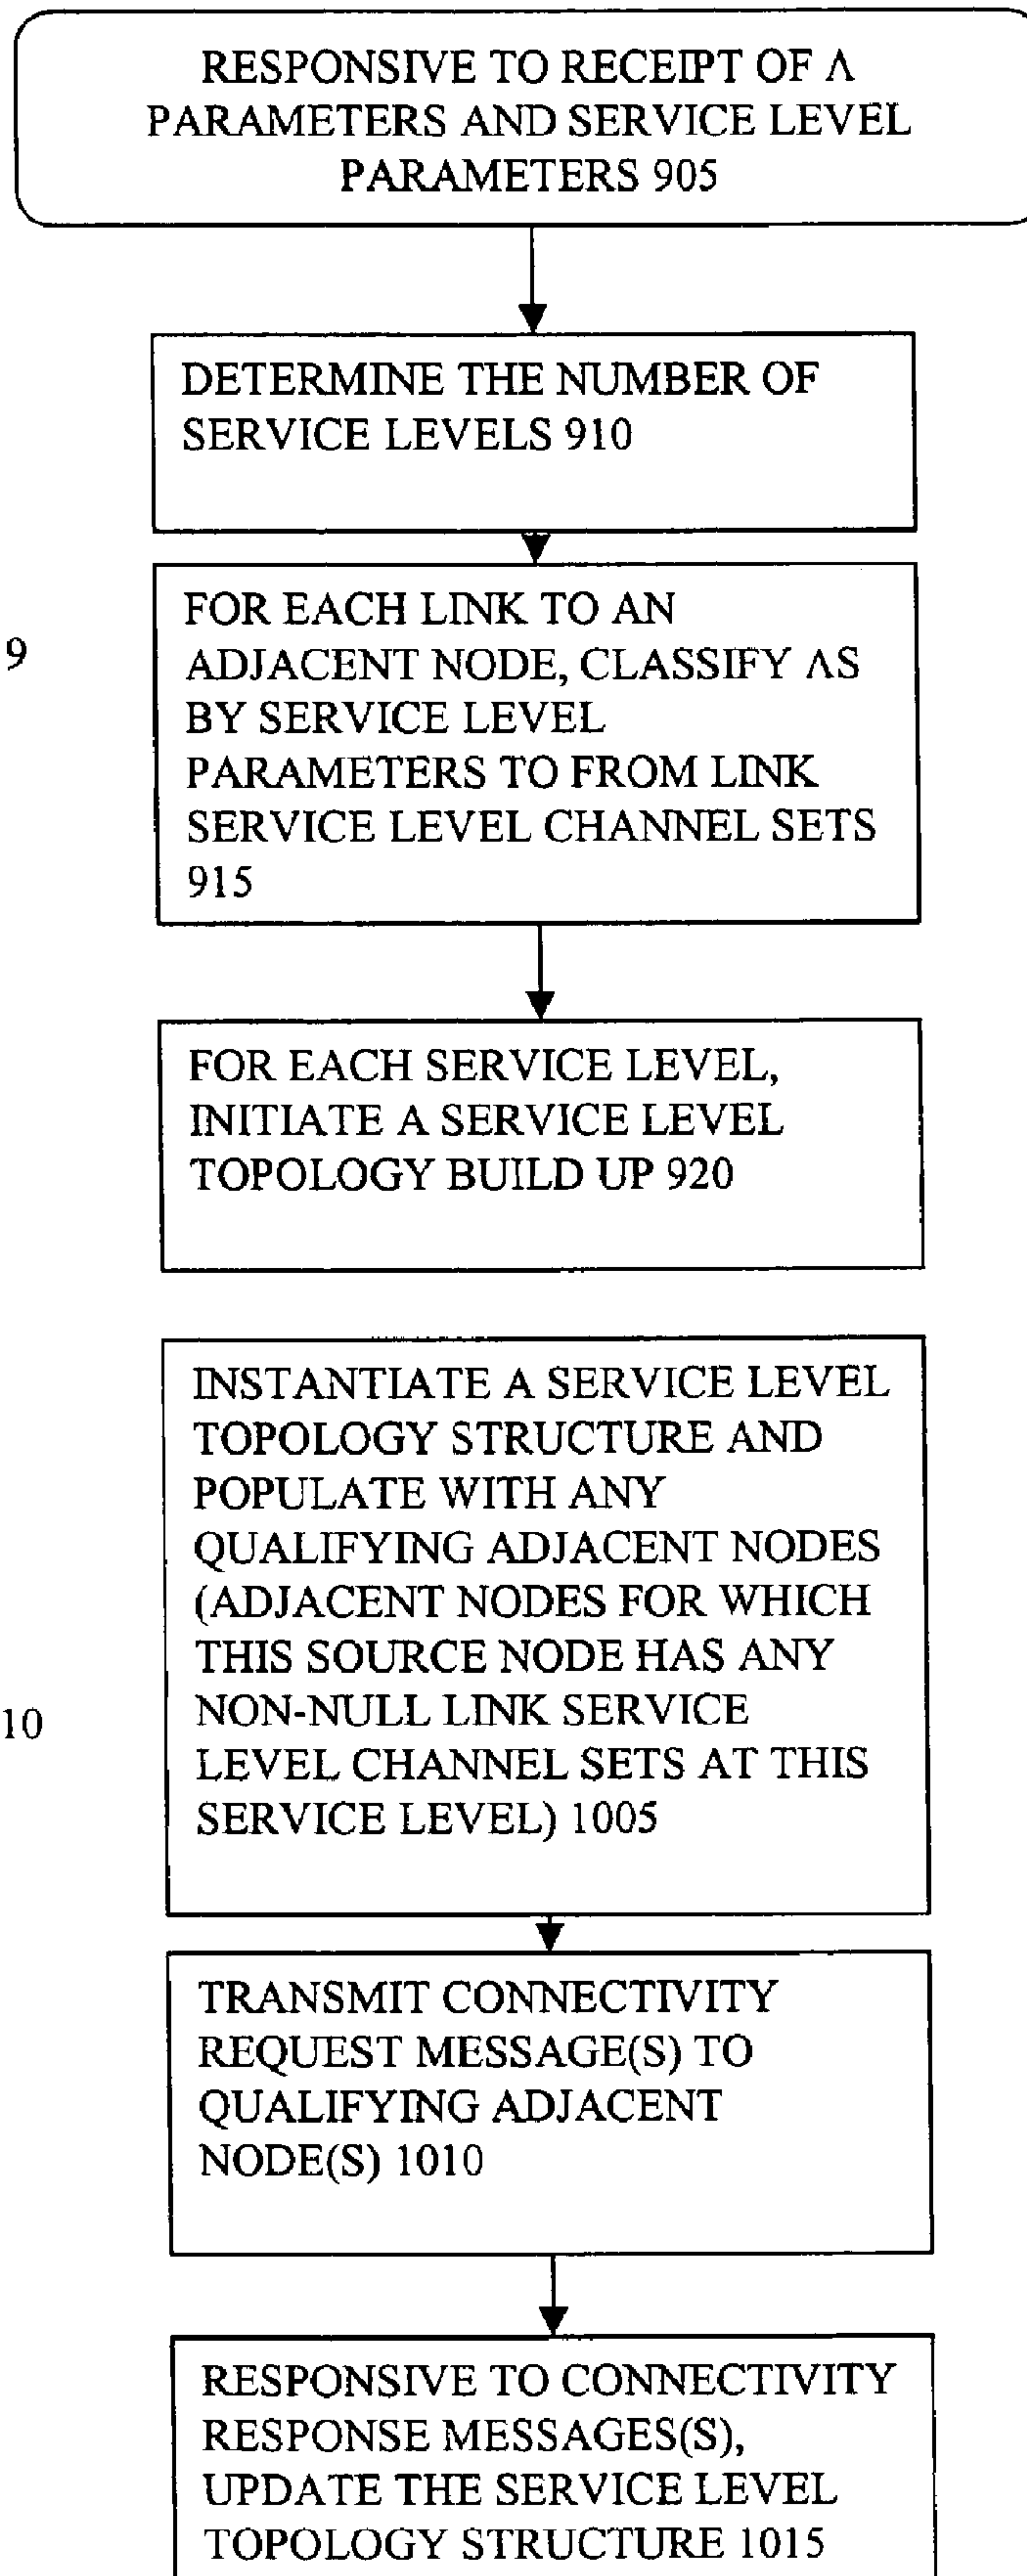 RESPONSIVE TO RECEIPT OF Λ
PARAMETERS AND SERVICE LEVEL
PARAMETERS 905
DETERMINE THE NUMBER OF
SERVICE LEVELS 910
9
FOR EACH LINK TO AN
ADJACENT NODE, CLASSIFY ΛS
BY SERVICE LEVEL
PARAMETERS TO FROM LINK
SERVICE LEVEL CHANNEL SETS
915
FOR EACH SERVICE LEVEL,
INITIATE A SERVICE LEVEL
TOPOLOGY BUILD UP 920
INSTANTIATE A SERVICE LEVEL
TOPOLOGY STRUCTURE AND
POPULATE WITH ANY
QUALIFYING ADJACENT NODES
(ADJACENT NODES FOR WHICH
THIS SOURCE NODE HAS ANY
NON-NULL LINK SERVICE
LEVEL CHANNEL SETS AT THIS
SERVICE LEVEL) 1005
10
TRANSMIT CONNECTIVITY
REQUEST MESSAGE(S) TO
QUALIFYING ADJACENT
NODE(S) 1010
RESPONSIVE TO CONNECTIVITY
RESPONSE MESSAGES(S),
UPDATE THE SERVICE LEVEL
TOPOLOGY STRUCTURE 1015